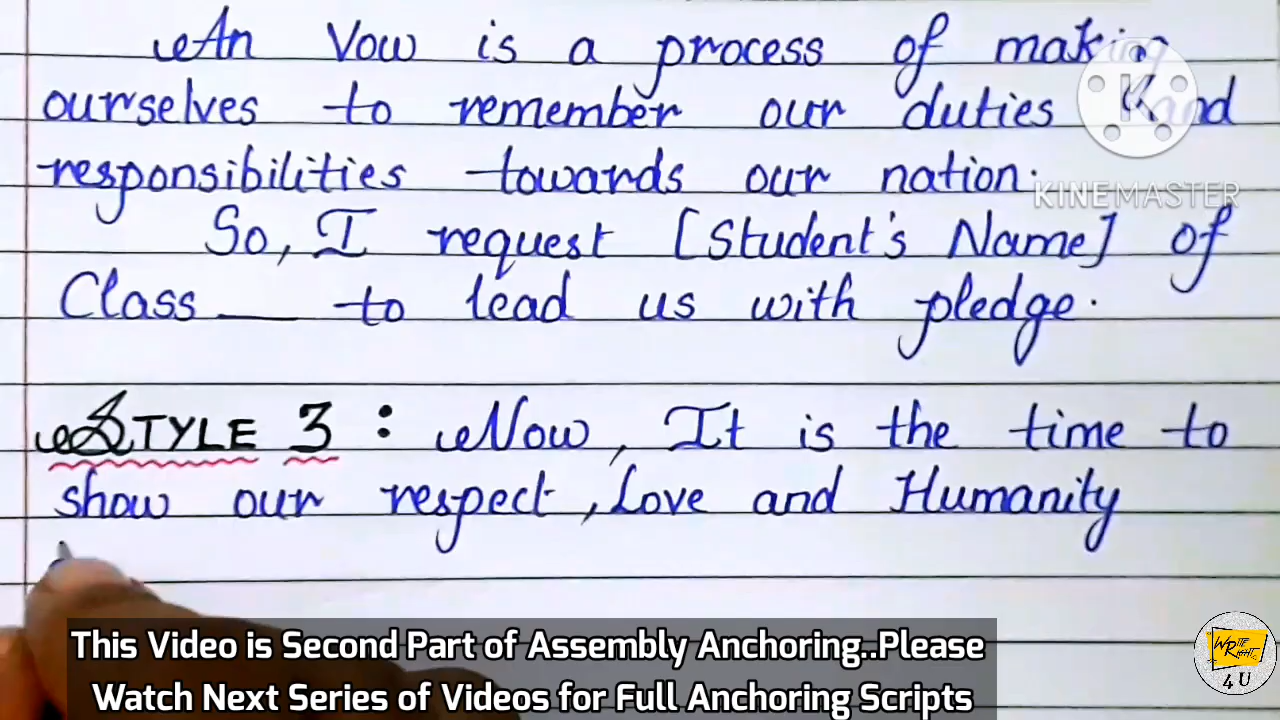 An Vow is a process of making
ourselves to remember our duties and
responsibilities towards our nation.
KINEMASTER
So, I request [Student's Name] of
Class ___ to lead us with pledge.
STYLE 3 : Now, It is the time to
show our respect, Love and Humanity
This Video is Second Part of Assembly Anchoring..Please
Watch Next Series of Videos for Full Anchoring Scripts
K
WRITE
RIGHT
4 U